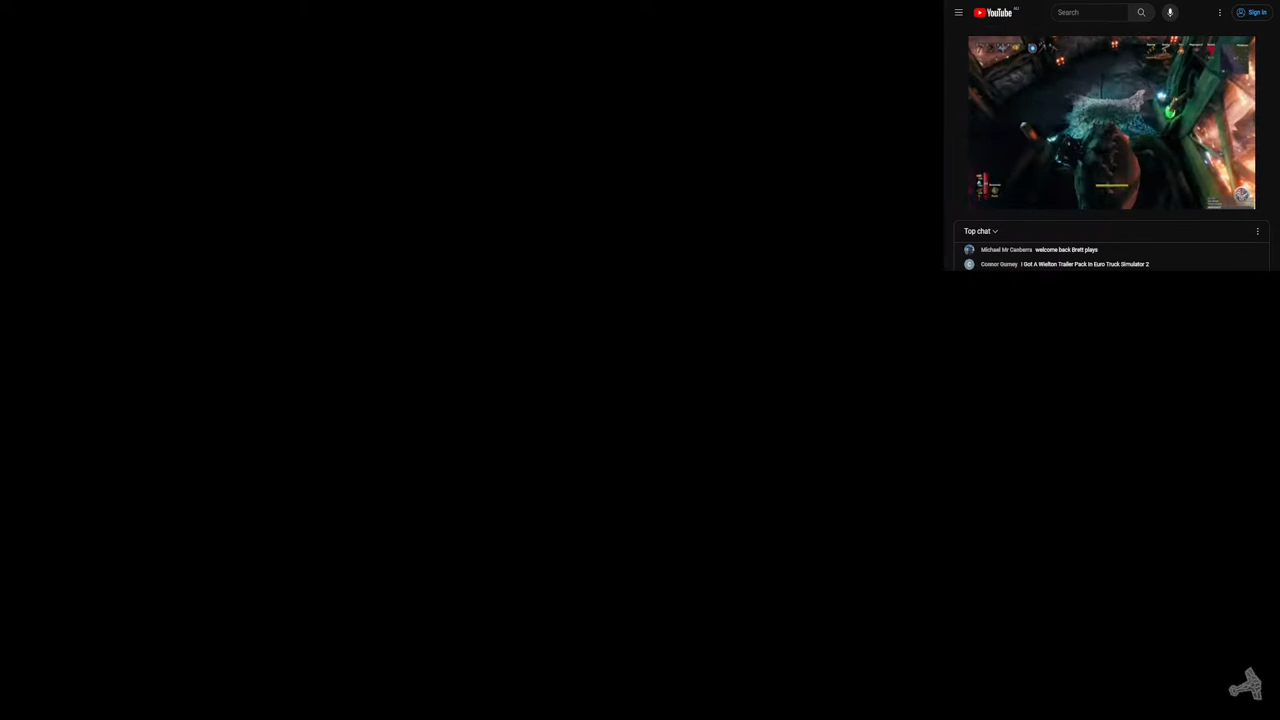 YouTube AU
Search
Sign in
Top chat
Michael Mr Canberra welcome back Brett plays
Connor Gurney I Got A Wielton Trailer Pack In Euro Truck Simulator 2